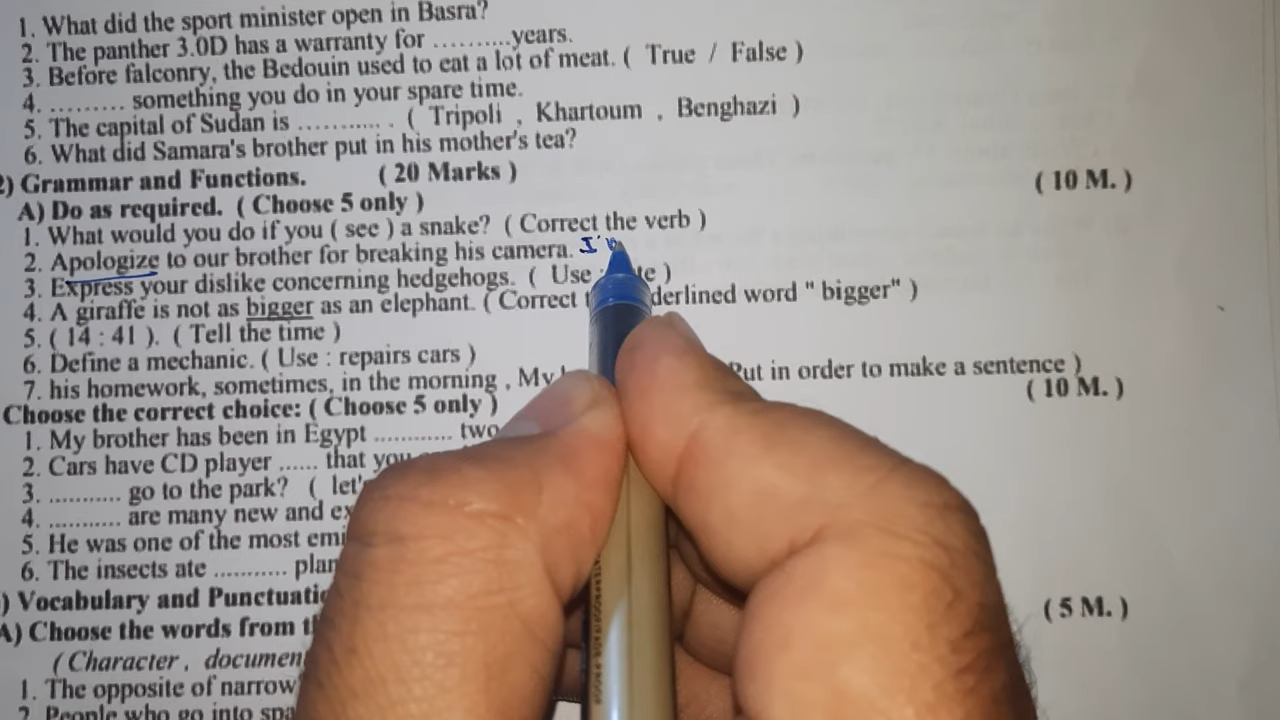 1. What did the sport minister open in Basra?
2. The panther 3.0D has a warranty for ..........years.
3. Before falconry, the Bedouin used to eat a lot of meat. ( True / False )
4. ......... something you do in your spare time.
5. The capital of Sudan is ........... . ( Tripoli , Khartoum , Benghazi )
6. What did Samara's brother put in his mother's tea?
2) Grammar and Functions. ( 20 Marks )
( 10 M. )
A) Do as required. ( Choose 5 only )
1. What would you do if you ( see ) a snake? ( Correct the verb )
2. Apologize to our brother for breaking his camera. I'
3. Express your dislike concerning hedgehogs. ( Use )
4. A giraffe is not as bigger as an elephant. ( Correct word " bigger" )
5. ( 14 : 41 ). ( Tell the time )
6. Define a mechanic. ( Use : repairs cars )
7. his homework, sometimes, in the morning , My Put in order to make a sentence )
Choose the correct choice: ( Choose 5 only )
( 10 M. )
1. My brother has been in Egypt ............ two
2. Cars have CD player ...... that you
3. ........... go to the park? ( let's
4. ........... are many new and
5. He was one of the most
6. The insects ate ...........
) Vocabulary and
( 5 M. )
A) Choose the words from
( Character ,
1. The opposite of narrow
2. People who go into